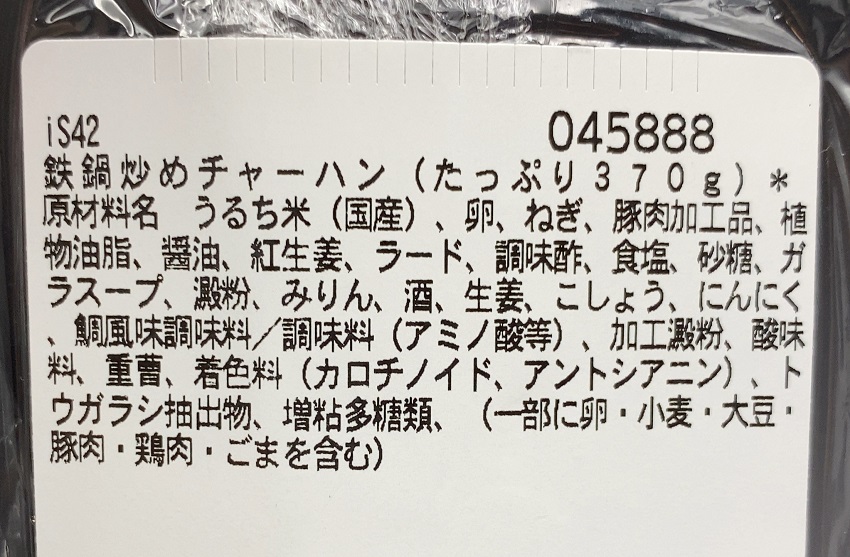 iS42 045888
鉄鍋炒めチャーハン(たっぷり370g)*
原材料名 うるち米(国産)、卵、ねぎ、豚肉加工品、植
物油脂、醤油、紅生姜、ラード、調味酢、食塩、砂糖、ガ
ラスープ、澱粉、みりん、酒、生姜、こしょう、にんにく
、鯛風味調味料/調味料(アミノ酸等)、加工澱粉、酸味
料、重曹、着色料(カロチノイド、アントシアニン)、ト
ウガラシ抽出物、増粘多糖類、(一部に卵・小麦・大豆・
豚肉・鶏肉・ごまを含む)